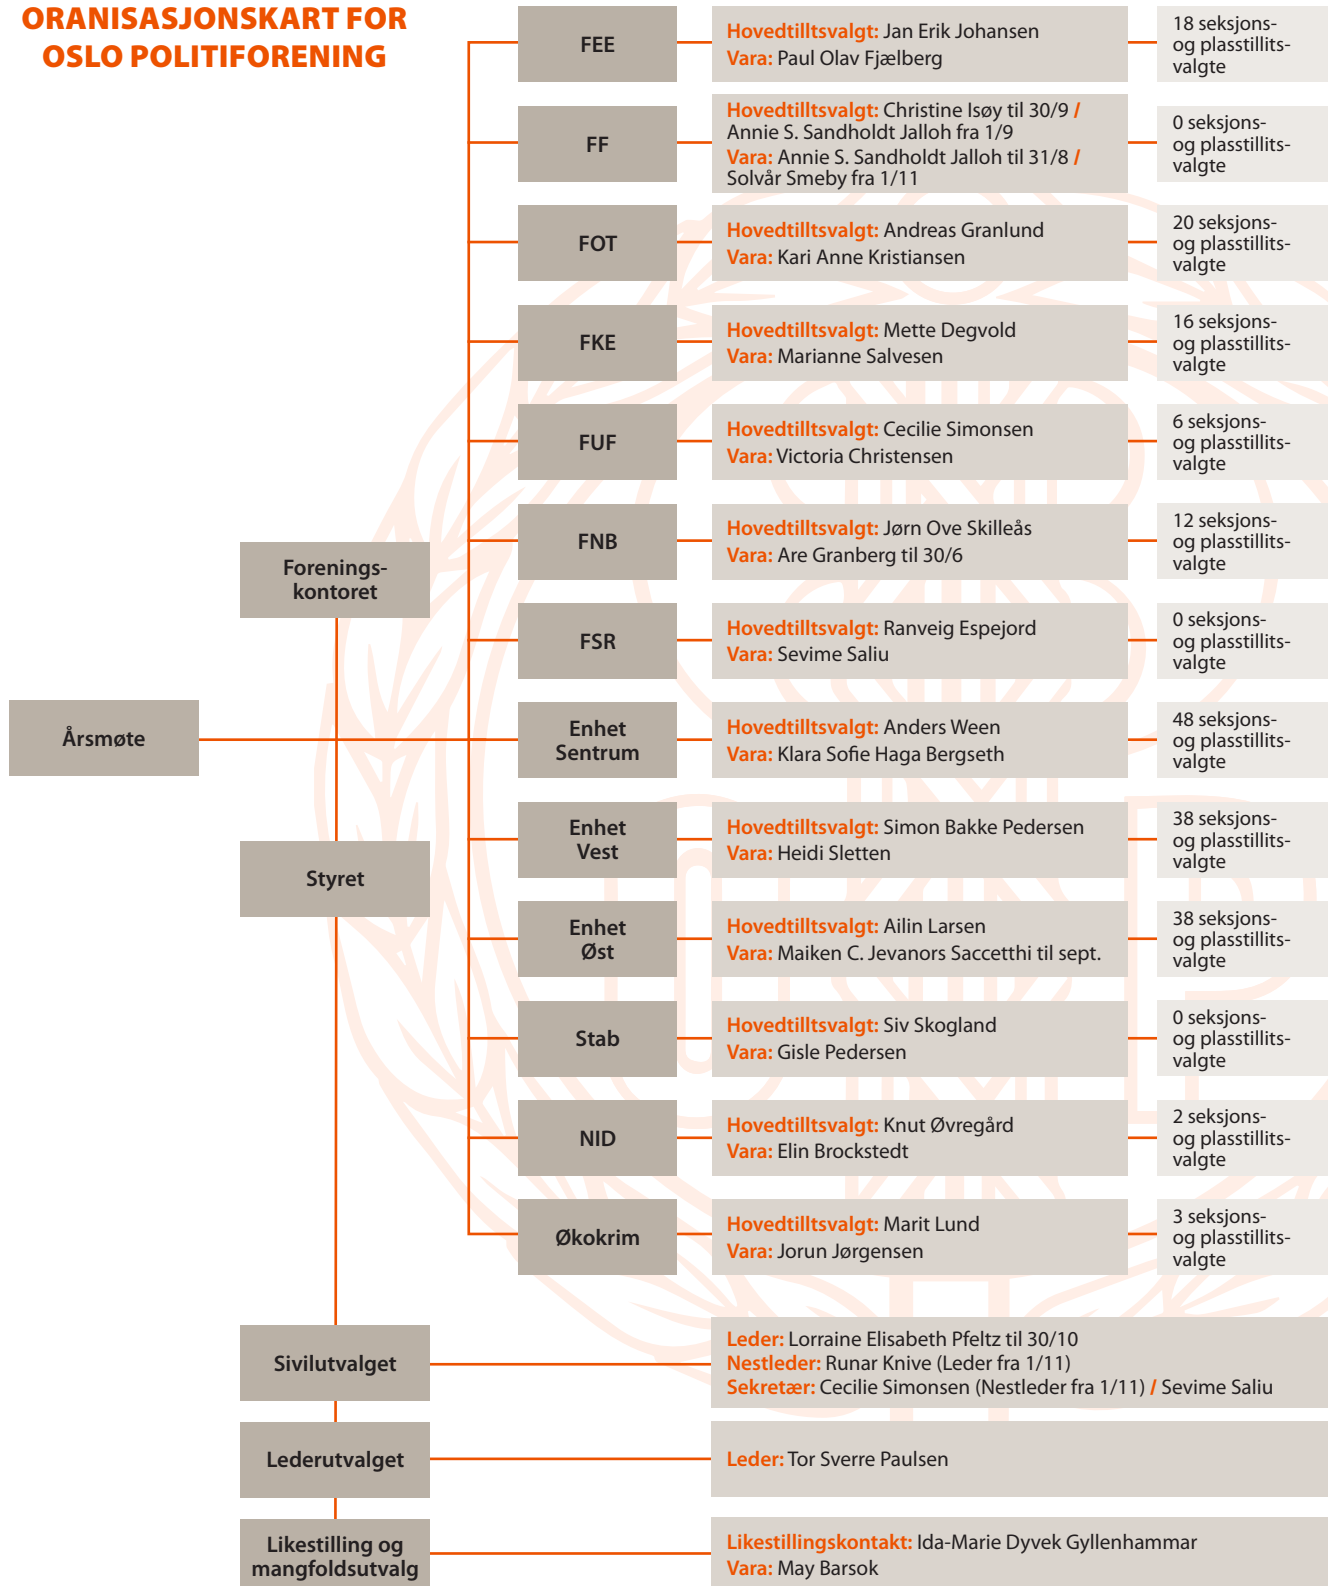 ORANISASJONSKART FOR
OSLO POLITIFORENING
FEE
Hovedtilltsvalgt: Jan Erik Johansen
Vara: Paul Olav Fjælberg
18 seksjons-
og plasstillits-
valgte
FF
Hovedtilltsvalgt: Christine Isøy til 30/9 /
Annie S. Sandholdt Jalloh fra 1/9
Vara: Annie S. Sandholdt Jalloh til 31/8 /
Solvår Smeby fra 1/11
0 seksjons-
og plasstillits-
valgte
FOT
Hovedtilltsvalgt: Andreas Granlund
Vara: Kari Anne Kristiansen
20 seksjons-
og plasstillits-
valgte
FKE
Hovedtilltsvalgt: Mette Degvold
Vara: Marianne Salvesen
16 seksjons-
og plasstillits-
valgte
FUF
Hovedtilltsvalgt: Cecilie Simonsen
Vara: Victoria Christensen
6 seksjons-
og plasstillits-
valgte
FNB
Hovedtilltsvalgt: Jørn Ove Skilleås
Vara: Are Granberg til 30/6
12 seksjons-
og plasstillits-
valgte
Forenings-
kontoret
FSR
Hovedtilltsvalgt: Ranveig Espejord
Vara: Sevime Saliu
0 seksjons-
og plasstillits-
valgte
Årsmøte
Enhet
Sentrum
Hovedtilltsvalgt: Anders Ween
Vara: Klara Sofie Haga Bergseth
48 seksjons-
og plasstillits-
valgte
Enhet
Vest
Hovedtilltsvalgt: Simon Bakke Pedersen
Vara: Heidi Sletten
38 seksjons-
og plasstillits-
valgte
Styret
Enhet
Øst
Hovedtilltsvalgt: Ailin Larsen
Vara: Maiken C. Jevanors Saccetthi til sept.
38 seksjons-
og plasstillits-
valgte
Stab
Hovedtilltsvalgt: Siv Skogland
Vara: Gisle Pedersen
0 seksjons-
og plasstillits-
valgte
NID
Hovedtilltsvalgt: Knut Øvregård
Vara: Elin Brockstedt
2 seksjons-
og plasstillits-
valgte
Økokrim
Hovedtilltsvalgt: Marit Lund
Vara: Jorun Jørgensen
3 seksjons-
og plasstillits-
valgte
Sivilutvalget
Leder: Lorraine Elisabeth Pfeltz til 30/10
Nestleder: Runar Knive (Leder fra 1/11)
Sekretær: Cecilie Simonsen (Nestleder fra 1/11) / Sevime Saliu
Lederutvalget
Leder: Tor Sverre Paulsen
Likestilling og
mangfoldsutvalg
Likestillingskontakt: Ida-Marie Dyvek Gyllenhammar
Vara: May Barsok